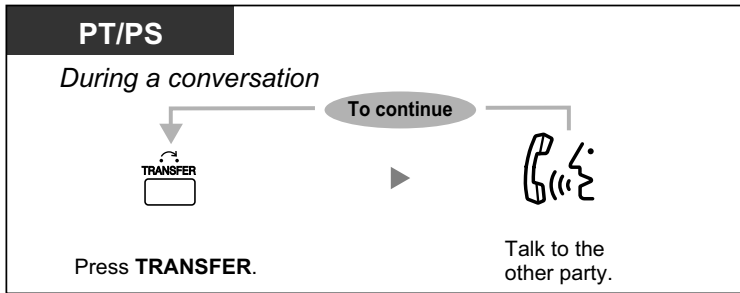 PT/PS
During a conversation
To continue
TRANSFER
Press TRANSFER.
Talk to the
other party.